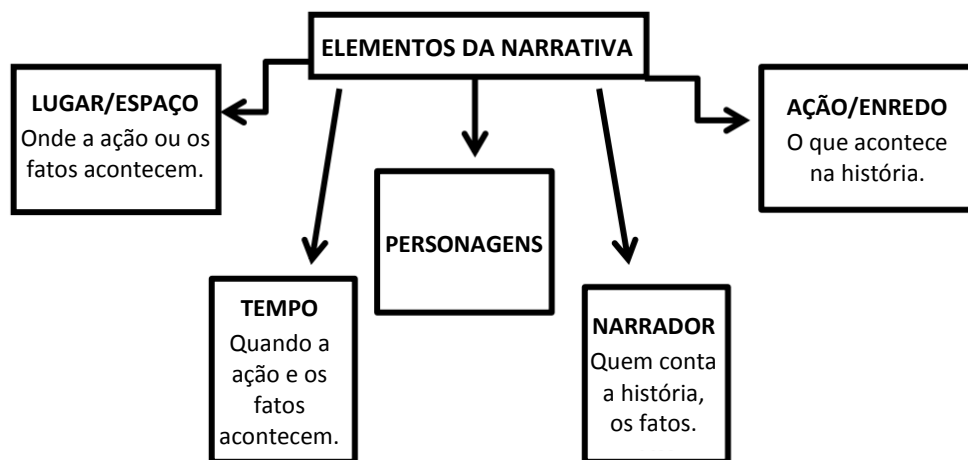 ELEMENTOS DA NARRATIVA
LUGAR/ESPAÇO
Onde a ação ou os
fatos acontecem.
AÇÃO/ENREDO
O que acontece
na história.
PERSONAGENS
TEMPO
Quando a
ação e os
fatos
acontecem.
NARRADOR
Quem conta
a história,
os fatos.